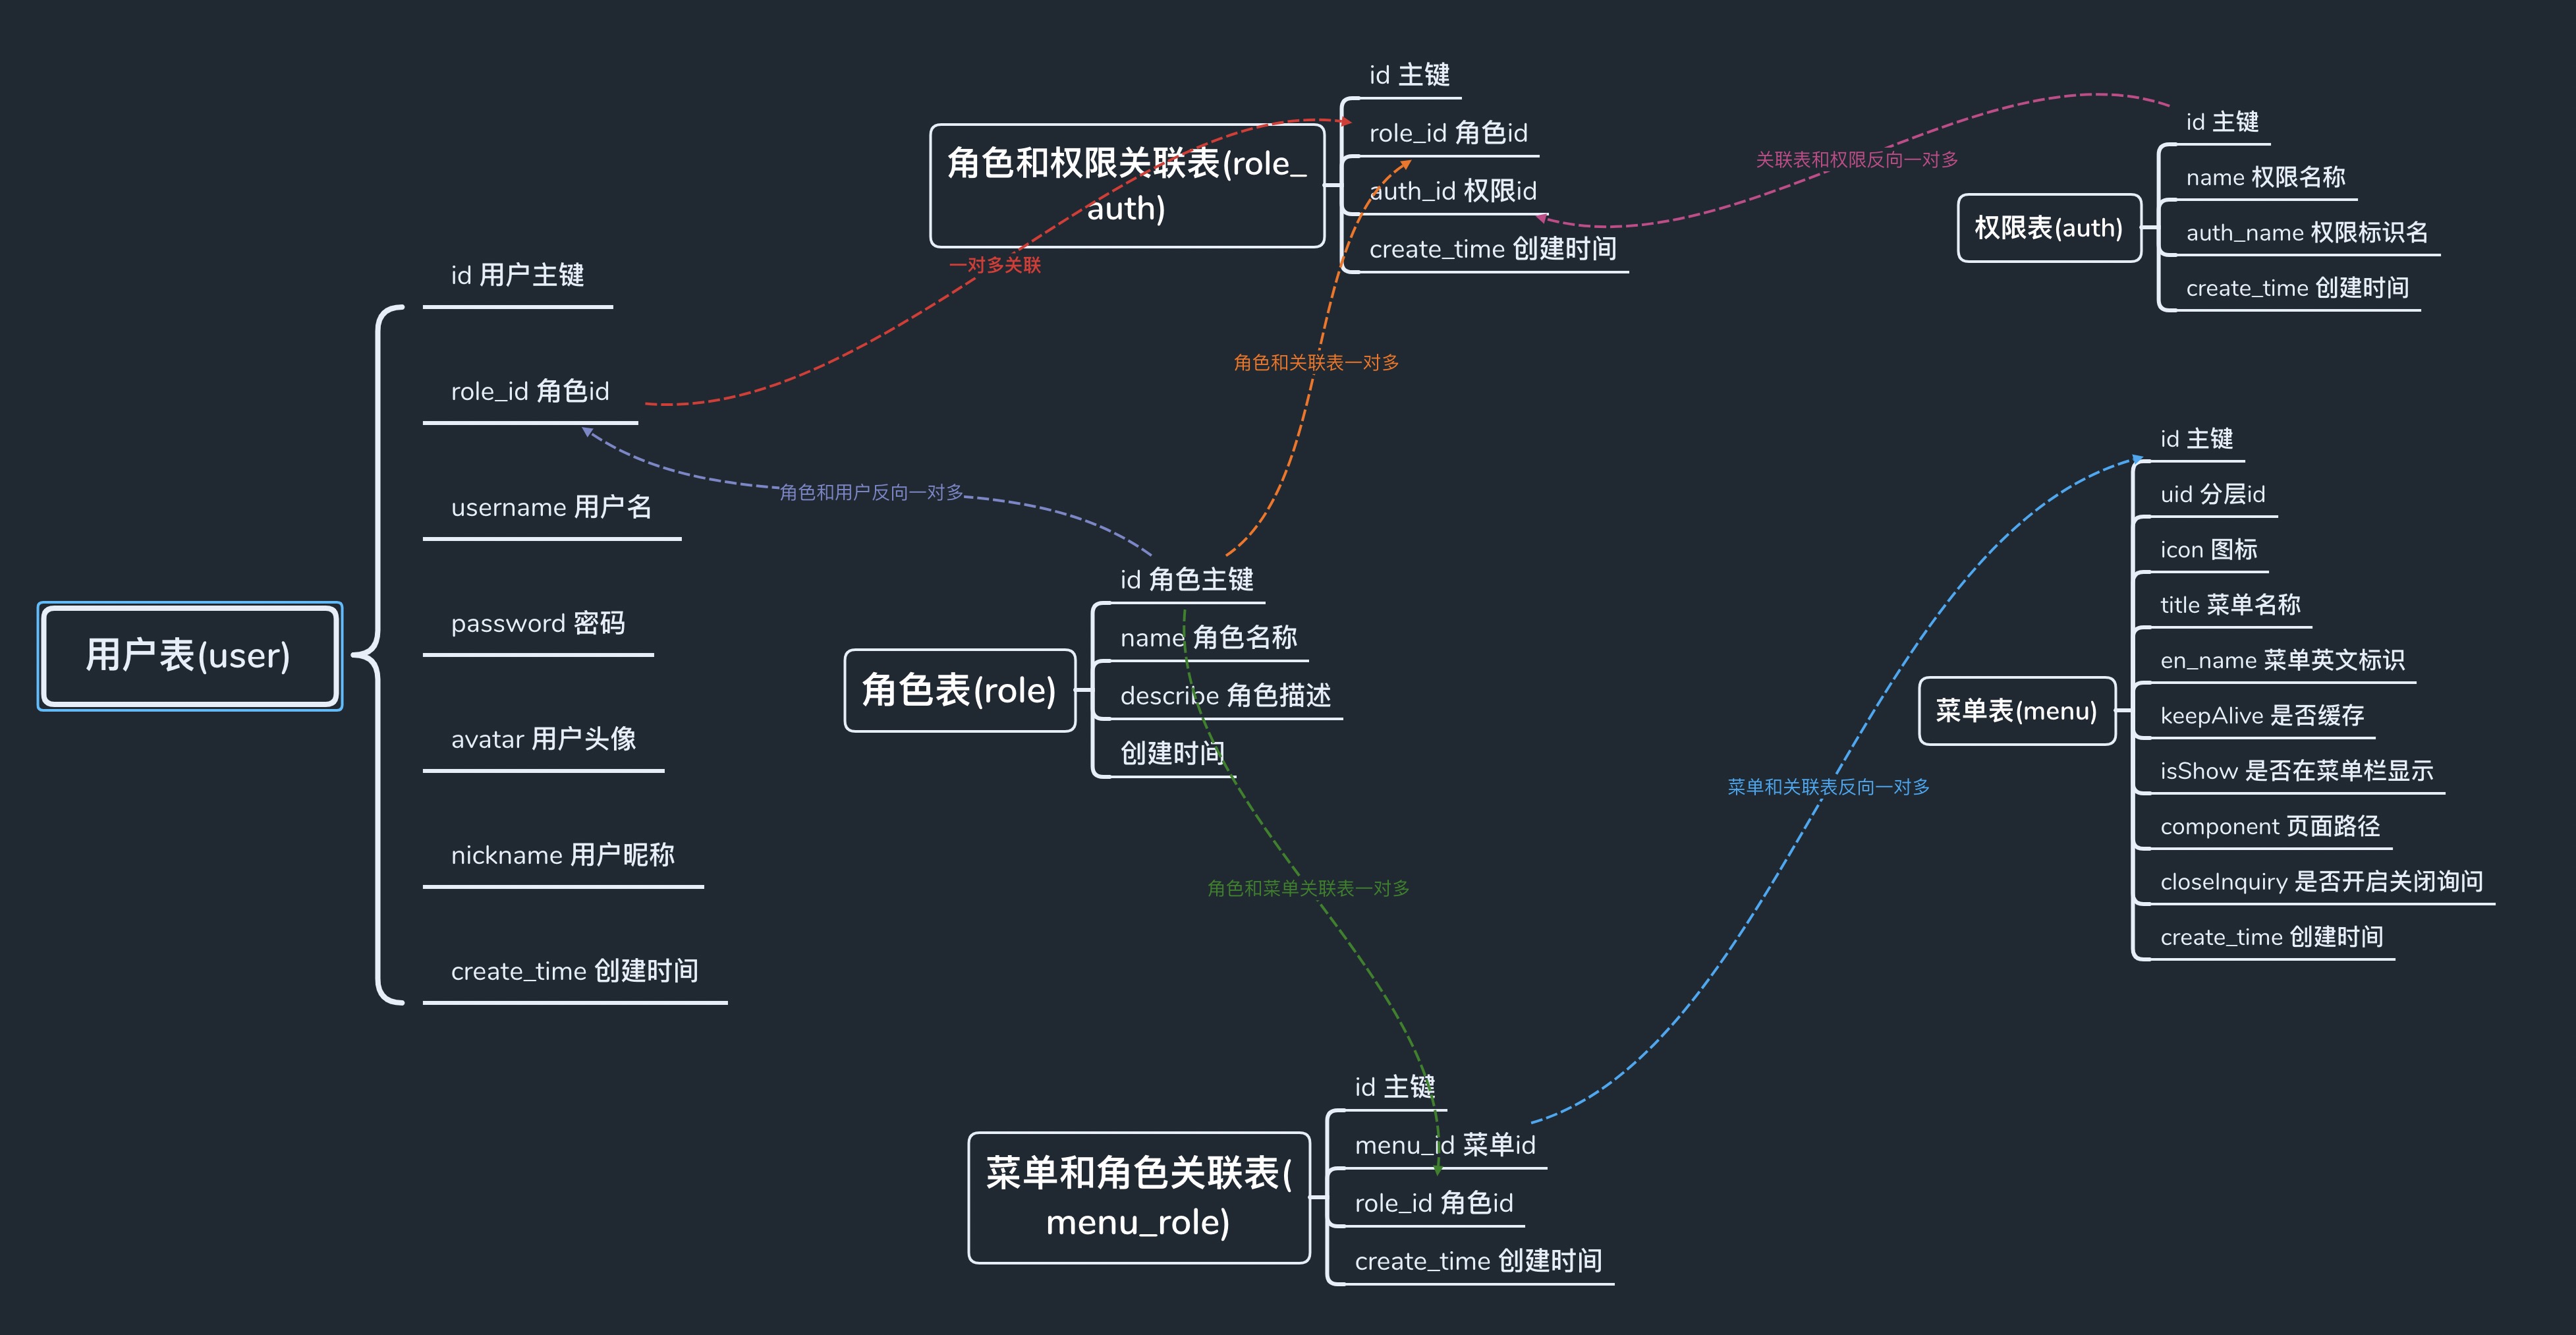 用户表(user)
id 用户主键
role_id 角色id
username 用户名
password 密码
avatar 用户头像
nickname 用户昵称
create_time 创建时间
一对多关联
角色和用户反向一对多
角色和权限关联表(role_
auth)
id 主键
role_id 角色id
auth_id 权限id
create_time 创建时间
角色和关联表一对多
角色表(role)
id 角色主键
name 角色名称
describe 角色描述
创建时间
角色和菜单关联表一对多
菜单和角色关联表(
menu_role)
id 主键
menu_id 菜单id
role_id 角色id
create_time 创建时间
关联表和权限反向一对多
权限表(auth)
id 主键
name 权限名称
auth_name 权限标识名
create_time 创建时间
菜单和关联表反向一对多
菜单表(menu)
id 主键
uid 分层id
icon 图标
title 菜单名称
en_name 菜单英文标识
keepAlive 是否缓存
isShow 是否在菜单栏显示
component 页面路径
closeInquiry 是否开启关闭询问
create_time 创建时间